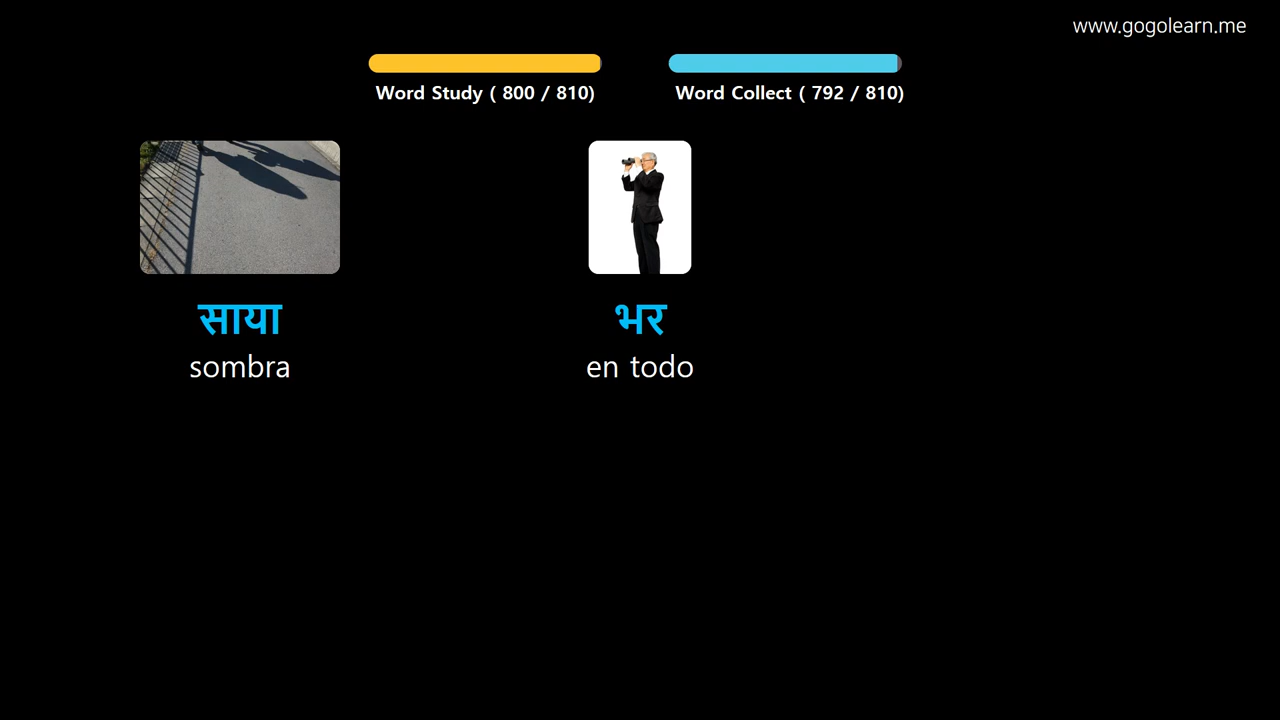 www.gogolearn.me
Word Study ( 800 / 810)
Word Collect ( 792 / 810)
साया
sombra
भर
en todo